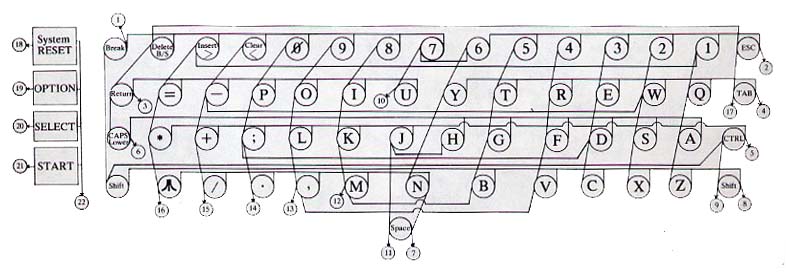 1
System RESET
18
Break
Delete B/S
Insert >
Clear <
0
9
8
7
6
5
4
3
2
1
ESC
2
19
OPTION
Return
3
=
-
P
O
I
10
U
Y
T
R
E
W
Q
17
TAB
4
20
SELECT
CAPS Lower
6
*
+
;
L
K
J
H
G
F
D
S
A
CTRL
5
21
START
22
Shift
16
/
15
.
14
,
13
M
12
N
B
V
C
X
Z
Shift
9
8
Space
11
7